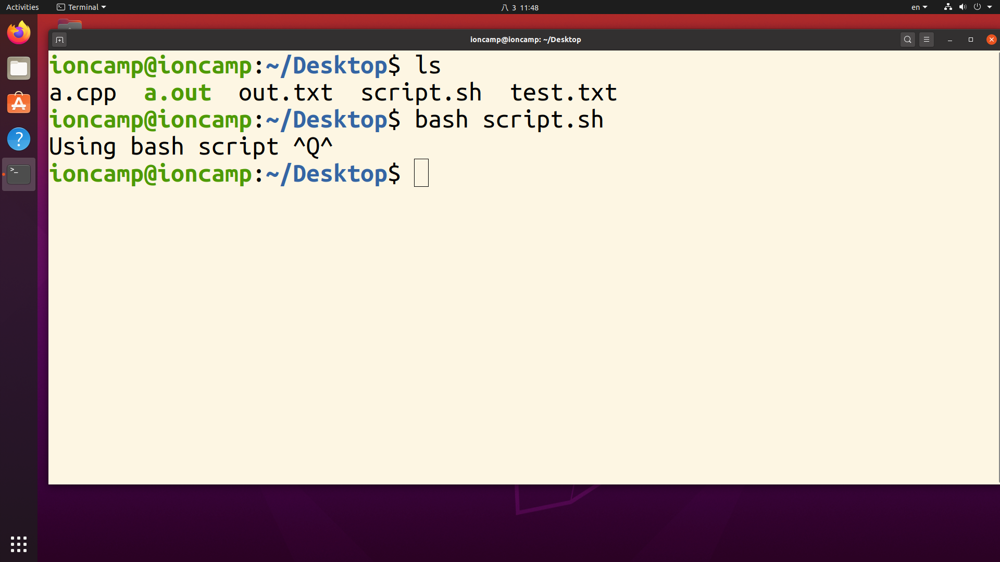 Activities
Terminal
八 3 11:48
en
ioncamp@ioncamp: ~/Desktop
ioncamp@ioncamp:~/Desktop$ ls
a.cpp  a.out  out.txt  script.sh  test.txt
ioncamp@ioncamp:~/Desktop$ bash script.sh
Using bash script ^Q^
ioncamp@ioncamp:~/Desktop$